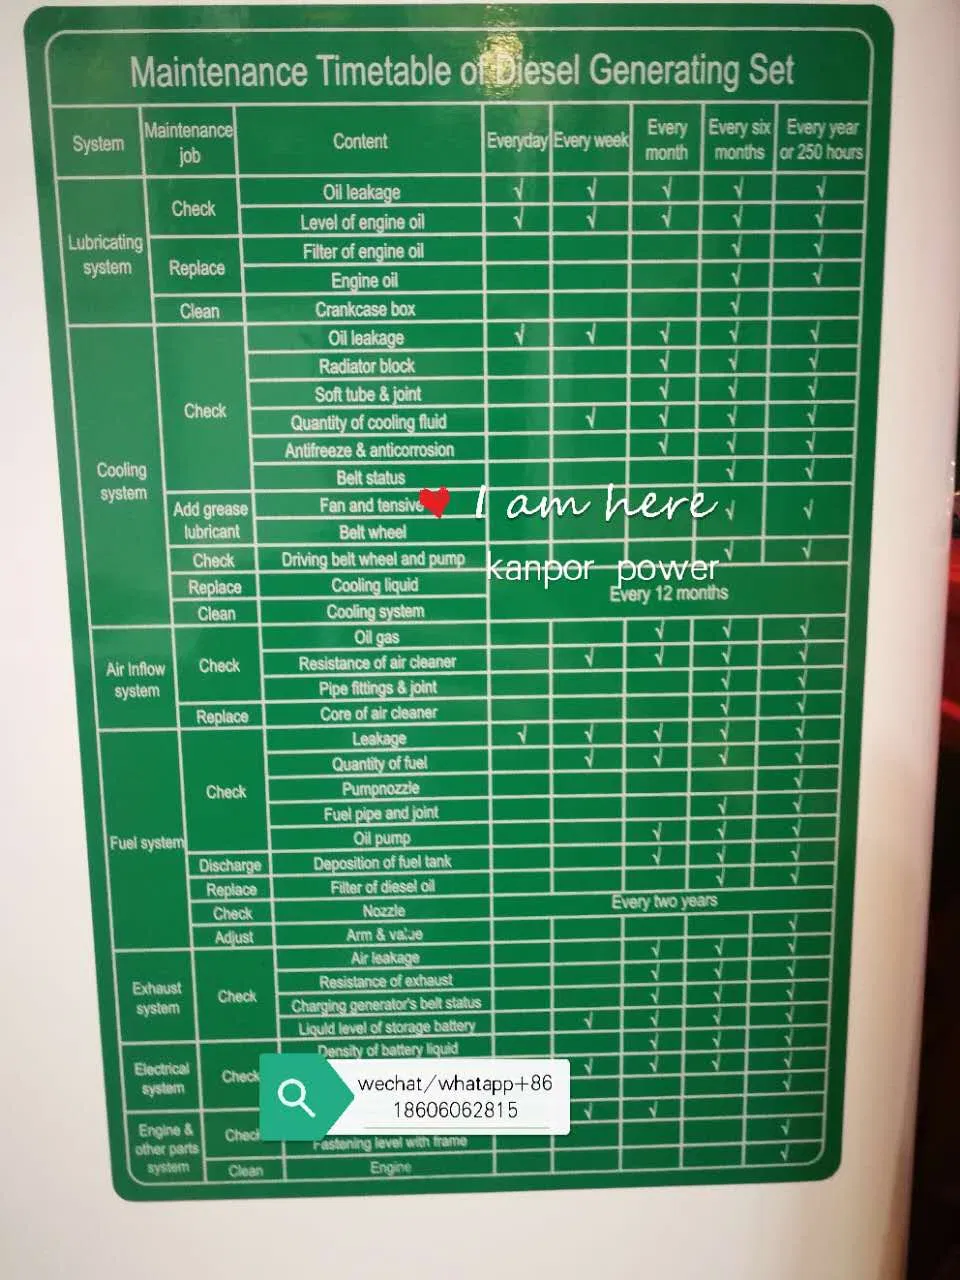 Maintenance Timetable of Diesel Generating Set
System Maintenance job Content Everyday Every week Every month Every six months Every year or 250 hours
Lubricating system Check Oil leakage √ √ √ √ √
Level of engine oil √ √ √ √ √
Replace Filter of engine oil √ √
Engine oil √ √
Clean Crankcase box √
Cooling system Check Oil leakage √ √ √ √ √
Radiator block √ √ √
Soft tube & joint √ √ √
Quantity of cooling fluid √ √ √ √
Antifreeze & anticorrosion √ √ √
Belt status √ √
Add grease lubricant Fan and tensive √ √
Belt wheel
♥ I am here
Check Driving belt wheel and pump √ √
kanpor power
Replace Cooling liquid Every 12 months
Clean Cooling system
Air Inflow system Check Oil gas √ √ √
Resistance of air cleaner √ √ √ √
Pipe fittings & joint √ √
Replace Core of air cleaner √ √
Fuel system Check Leakage √ √ √ √ √
Quantity of fuel √ √ √ √
Pumpnozzle √
Fuel pipe and joint √ √
Oil pump √ √ √
Discharge Deposition of fuel tank √ √ √
Replace Filter of diesel oil √ √
Check Nozzle Every two years
Adjust Arm & value √
Exhaust system Check Air leakage √ √ √
Resistance of exhaust √ √ √
Charging generator's belt status √ √ √
Liquid level of storage battery √ √ √ √
Electrical system Check Density of battery liquid √ √ √
√ √ √ √
√
wechat/whatapp+86
18606062815
√ √
Engine & other parts system Check Fastening level with frame √
Clean Engine √